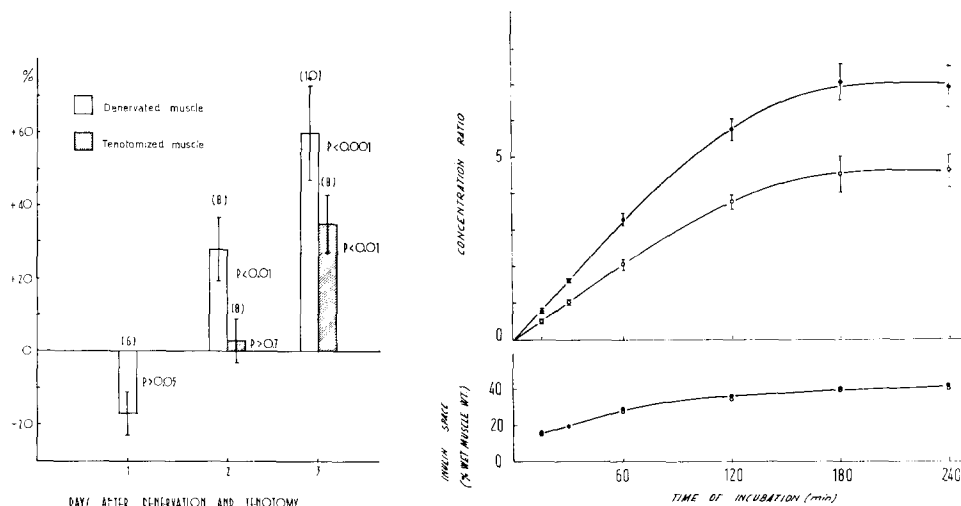 %
Denervated muscle
Tenotomized muscle
+60
+40
+20
0
-20
(6)
P>0.05
(8)
P<0.01
(8)
P>0.7
(10)
P<0.001
(8)
P<0.01
1
2
3
DAYS AFTER DENERVATION AND TENOTOMY
CONCENTRATION RATIO
5
0
INULIN SPACE
(% WET MUSCLE WT.)
40
20
0
60
120
180
240
TIME OF INCUBATION (min)